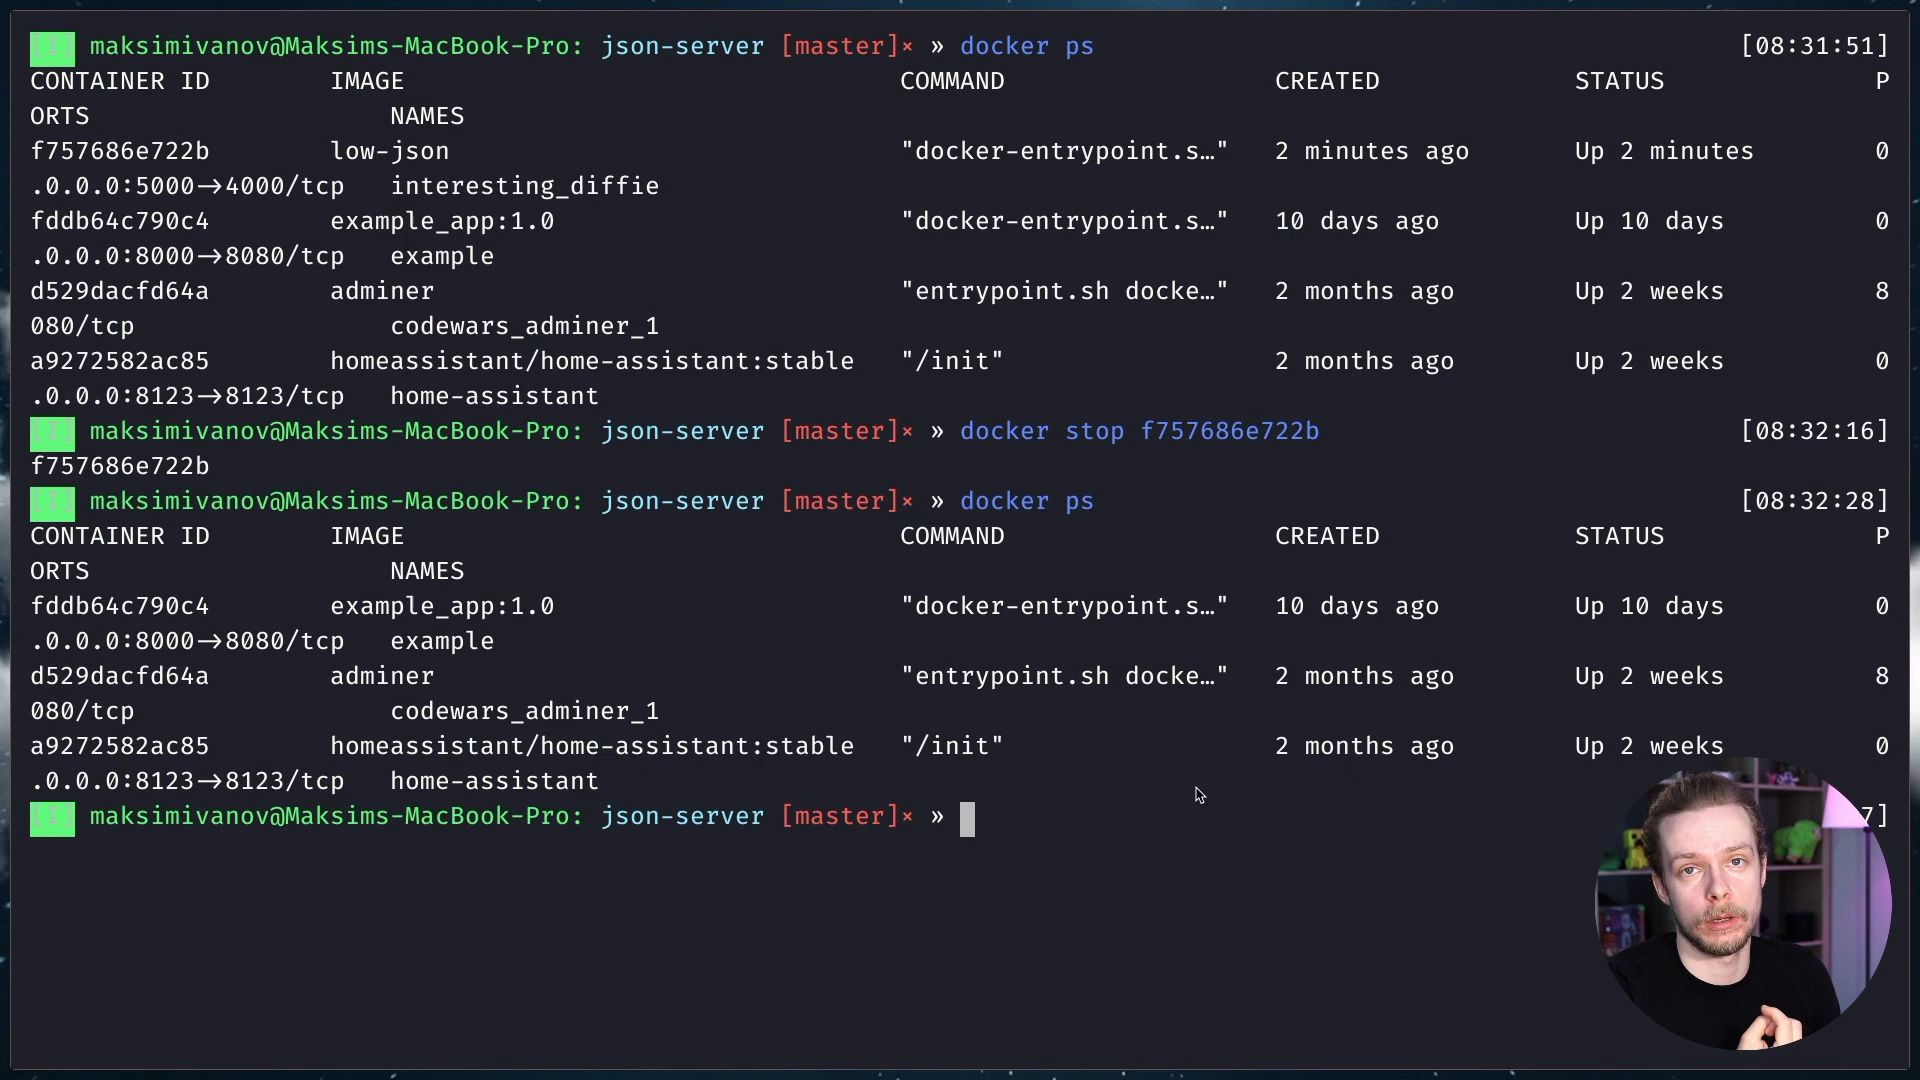 [I] maksimivanov@Maksims-MacBook-Pro: json-server [master]× » docker ps [08:31:51]
CONTAINER ID IMAGE COMMAND CREATED STATUS P
ORTS NAMES
f757686e722b low-json "docker-entrypoint.s…" 2 minutes ago Up 2 minutes 0
.0.0.0:5000->4000/tcp interesting_diffie
fddb64c790c4 example_app:1.0 "docker-entrypoint.s…" 10 days ago Up 10 days 0
.0.0.0:8000->8080/tcp example
d529dacfd64a adminer "entrypoint.sh docke…" 2 months ago Up 2 weeks 8
080/tcp codewars_adminer_1
a9272582ac85 homeassistant/home-assistant:stable "/init" 2 months ago Up 2 weeks 0
.0.0.0:8123->8123/tcp home-assistant
[I] maksimivanov@Maksims-MacBook-Pro: json-server [master]× » docker stop f757686e722b [08:32:16]
f757686e722b
[I] maksimivanov@Maksims-MacBook-Pro: json-server [master]× » docker ps [08:32:28]
CONTAINER ID IMAGE COMMAND CREATED STATUS P
ORTS NAMES
fddb64c790c4 example_app:1.0 "docker-entrypoint.s…" 10 days ago Up 10 days 0
.0.0.0:8000->8080/tcp example
d529dacfd64a adminer "entrypoint.sh docke…" 2 months ago Up 2 weeks 8
080/tcp codewars_adminer_1
a9272582ac85 homeassistant/home-assistant:stable "/init" 2 months ago Up 2 weeks 0
.0.0.0:8123->8123/tcp home-assistant
[I] maksimivanov@Maksims-MacBook-Pro: json-server [master]× » 7]